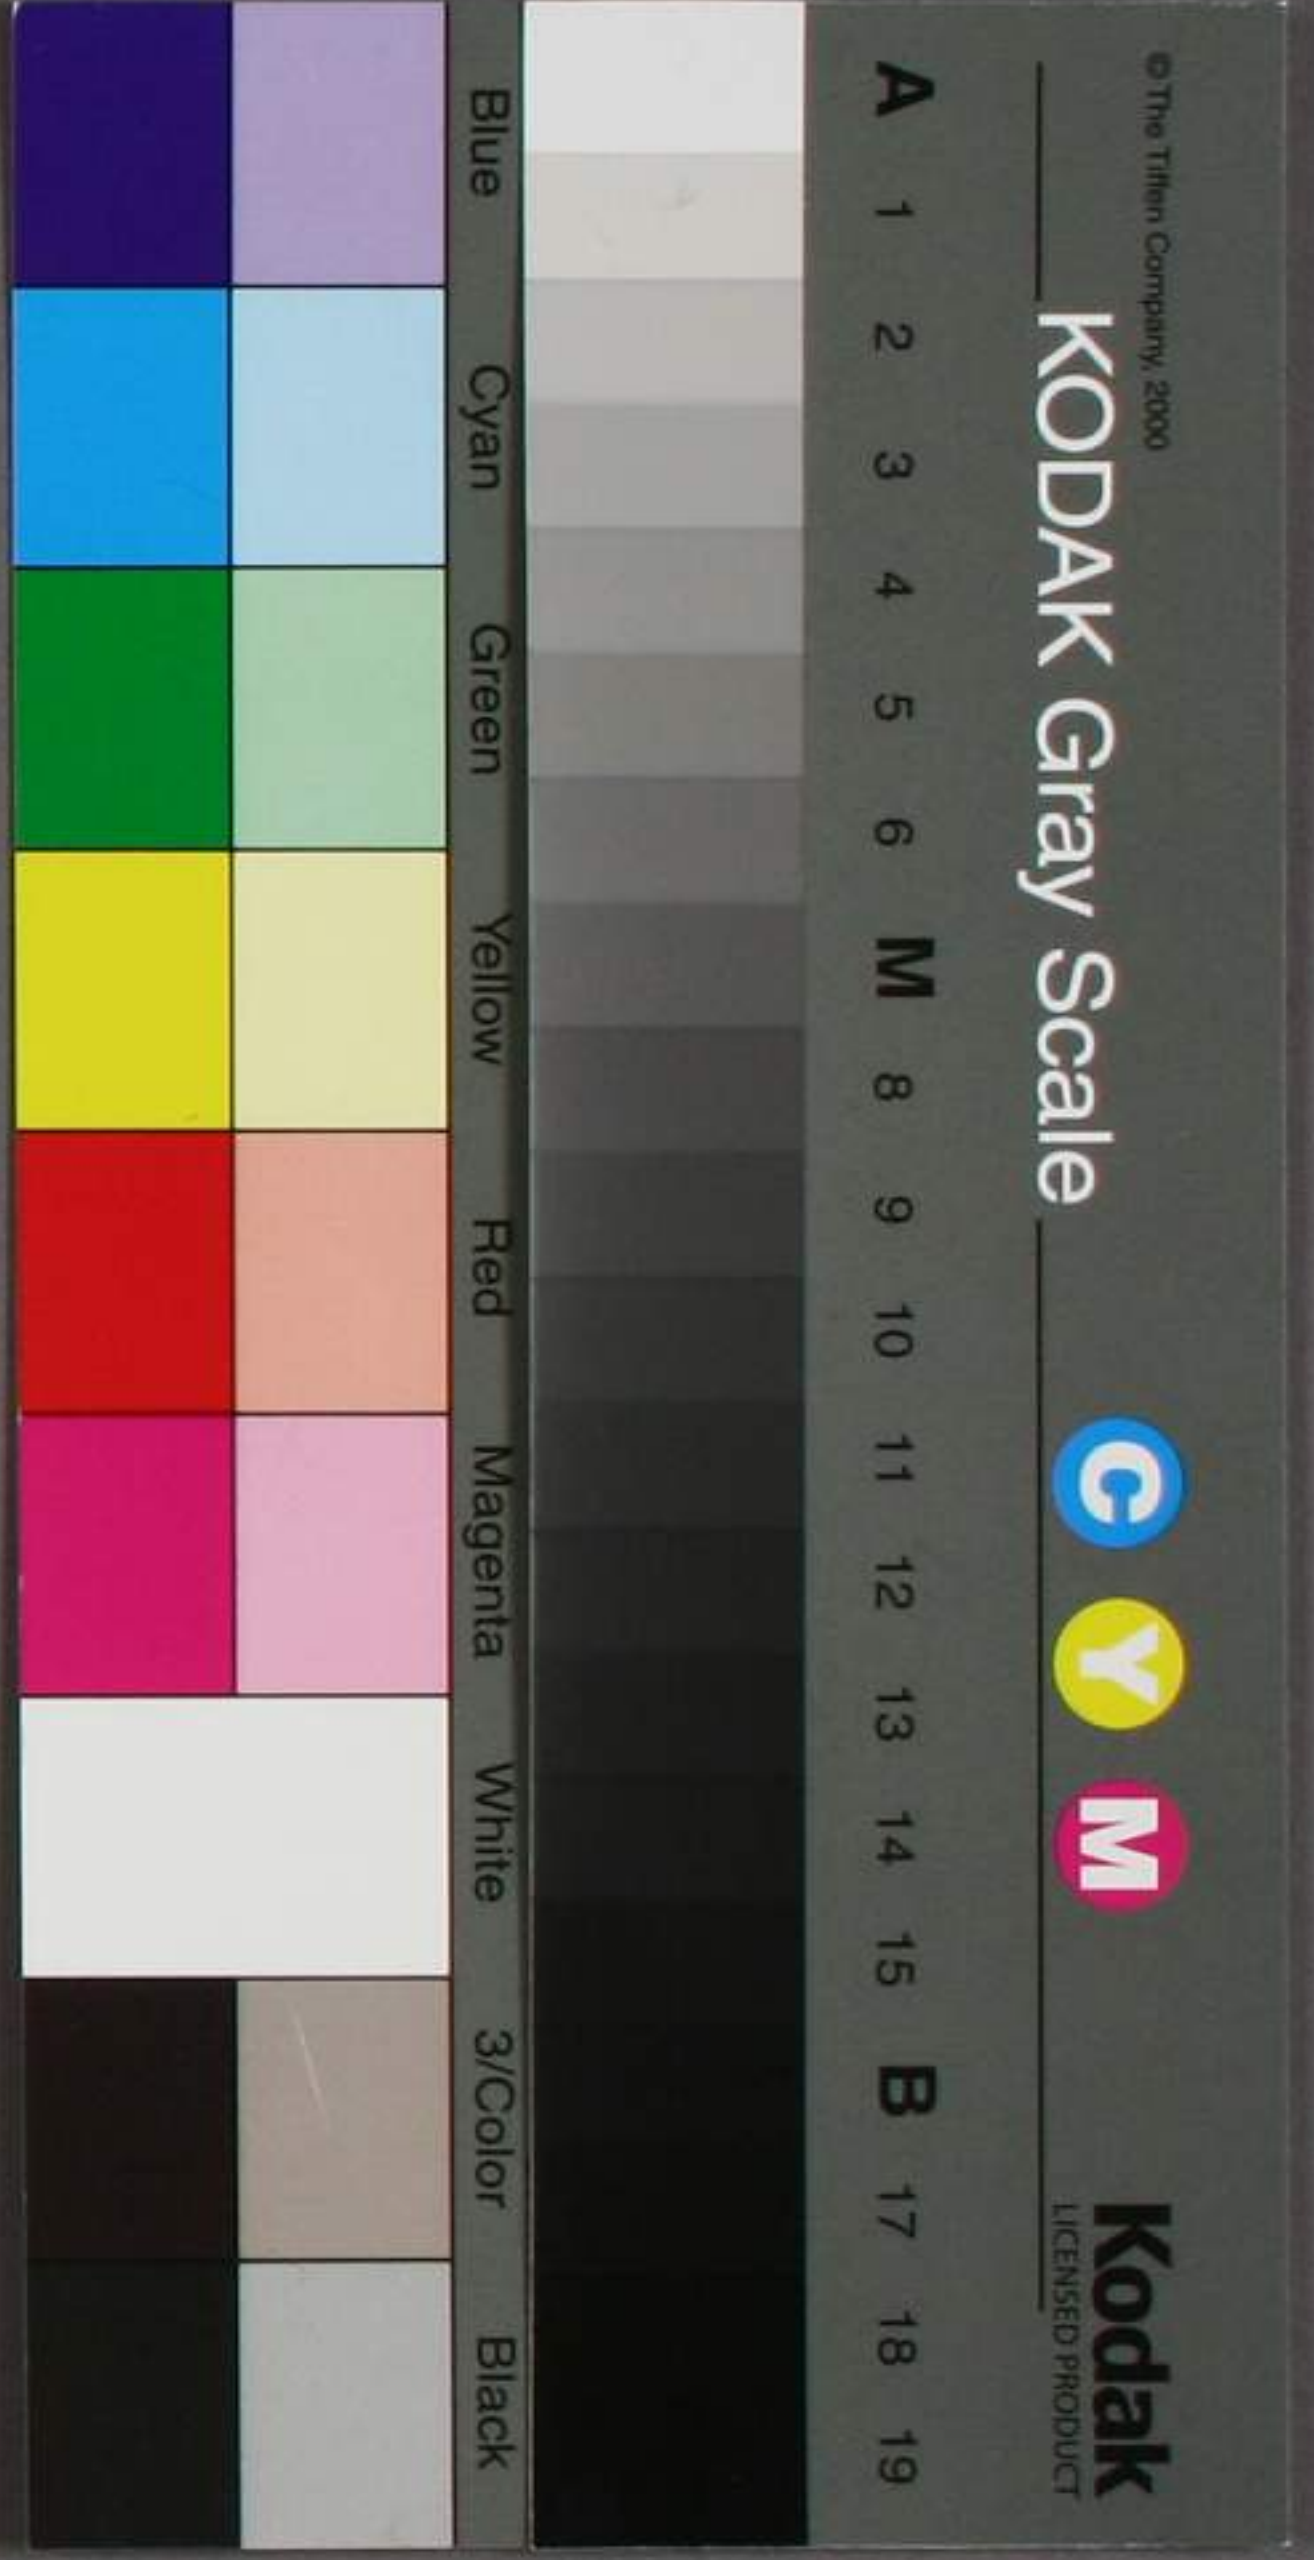 © The Tiffen Company, 2000
KODAK Gray Scale
C Y M
Kodak
LICENSED PRODUCT
A 1 2 3 4 5 6 M 8 9 10 11 12 13 14 15 B 17 18 19
Blue Cyan Green Yellow Red Magenta White 3/Color Black